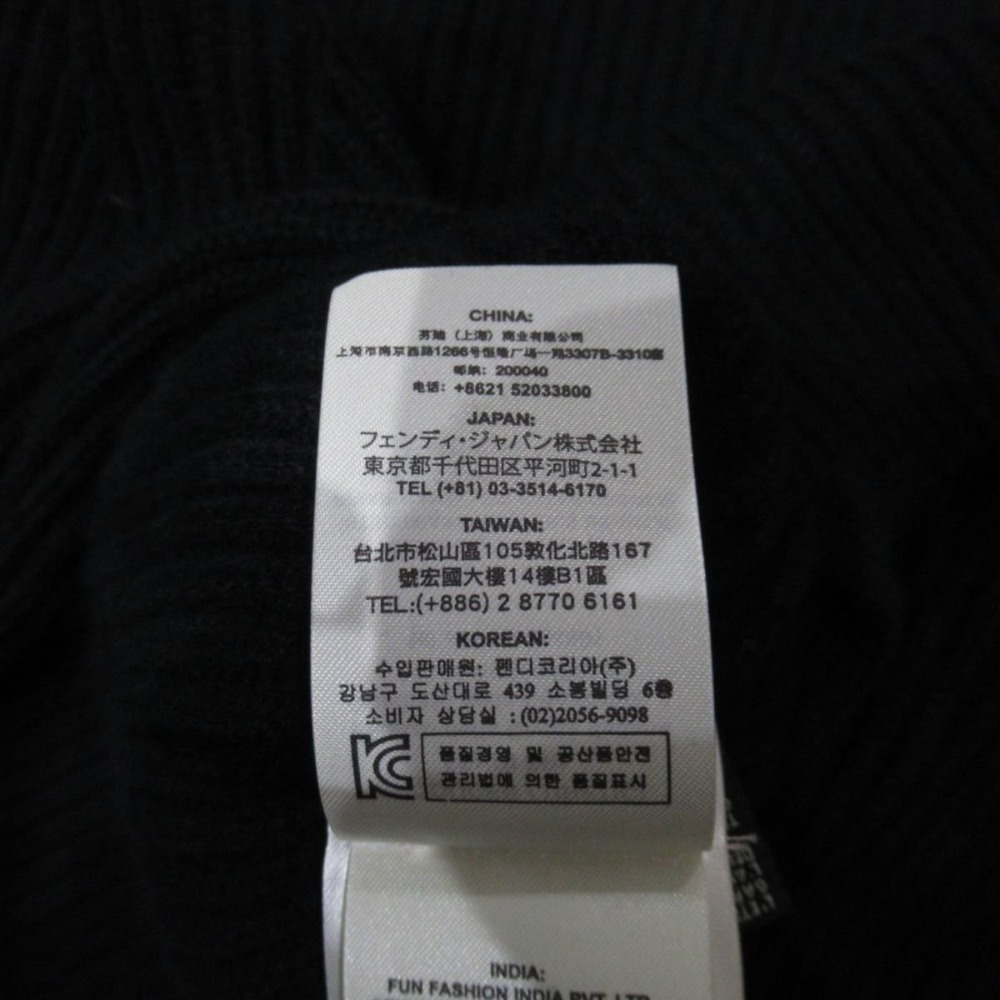 CHINA:
芬迪（上海）商业有限公司
上海市南京西路1266号恒隆广场一期3307B-3310室
邮编：200040
电话：+8621 52033800
JAPAN:
フェンディ・ジャパン株式会社
東京都千代田区平河町2-1-1
TEL (+81) 03-3514-6170
TAIWAN:
台北市松山區105敦化北路167
號宏國大樓14樓B1區
TEL:(+886) 2 8770 6161
KOREAN:
수입판매원: 펜디코리아(주)
강남구 도산대로 439 소봉빌딩 6층
소비자 상담실 : (02)2056-9098
품질경영 및 공산품안전
관리법에 의한 품질표시
INDIA:
FUN FASHION INDIA PVT. LTD